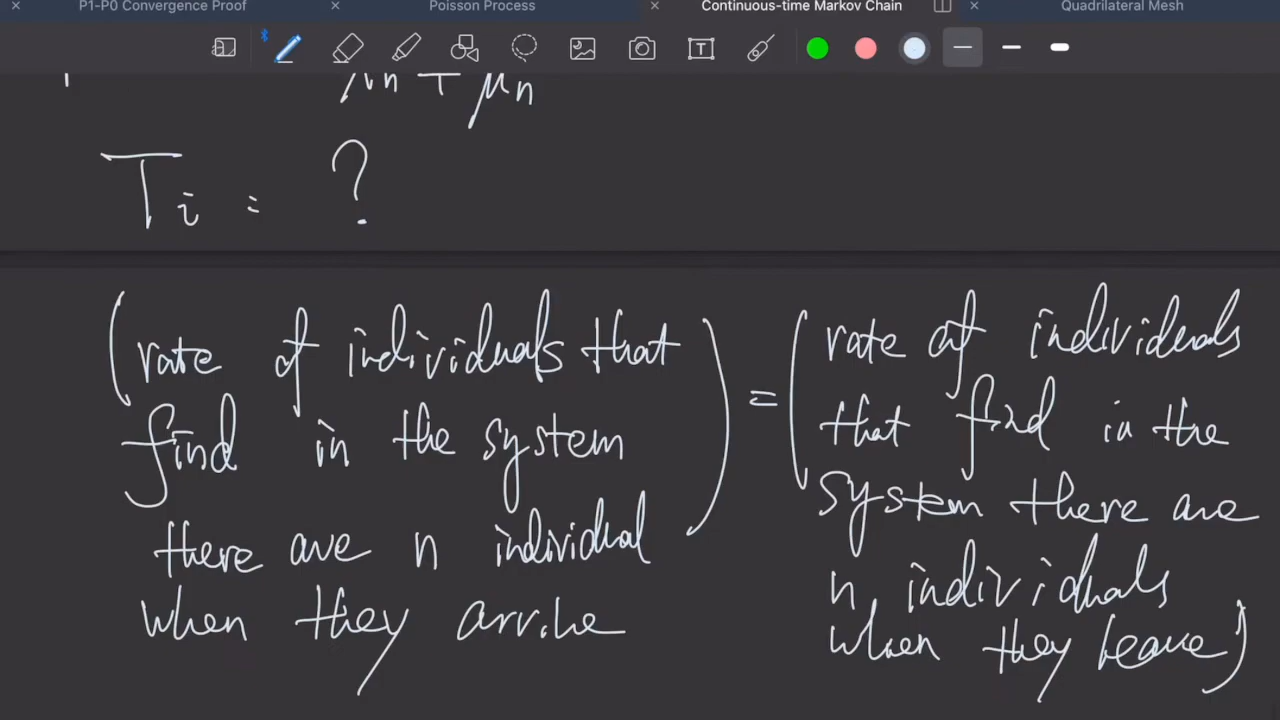 P1-P0 Convergence Proof
Poisson Process
Continuous-time Markov Chain
Quadrilateral Mesh
T
λn + μn
Ti = ?
(rate of individuals that
find in the system
there are n individual
when they arrive)
=
(rate of individuals
that find in the
system there are
n individuals
when they leave)